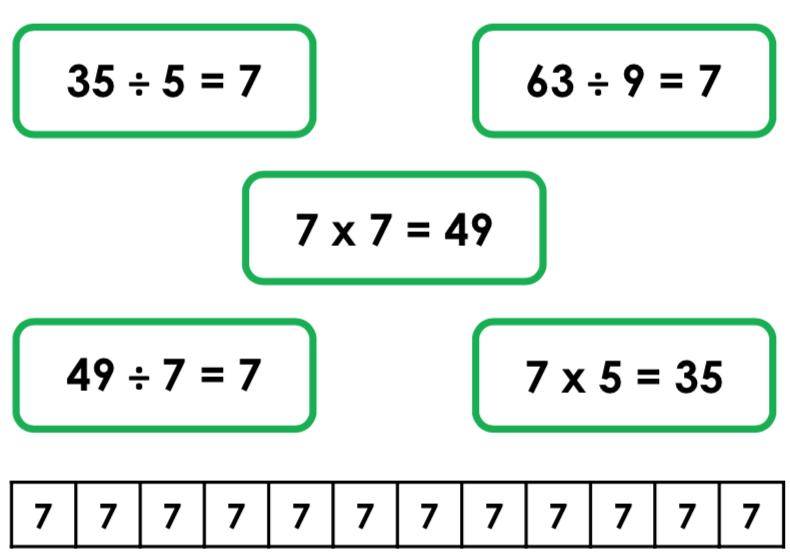 35 ÷ 5 = 7
63 ÷ 9 = 7
7 x 7 = 49
49 ÷ 7 = 7
7 x 5 = 35
7 7 7 7 7 7 7 7 7 7 7 7